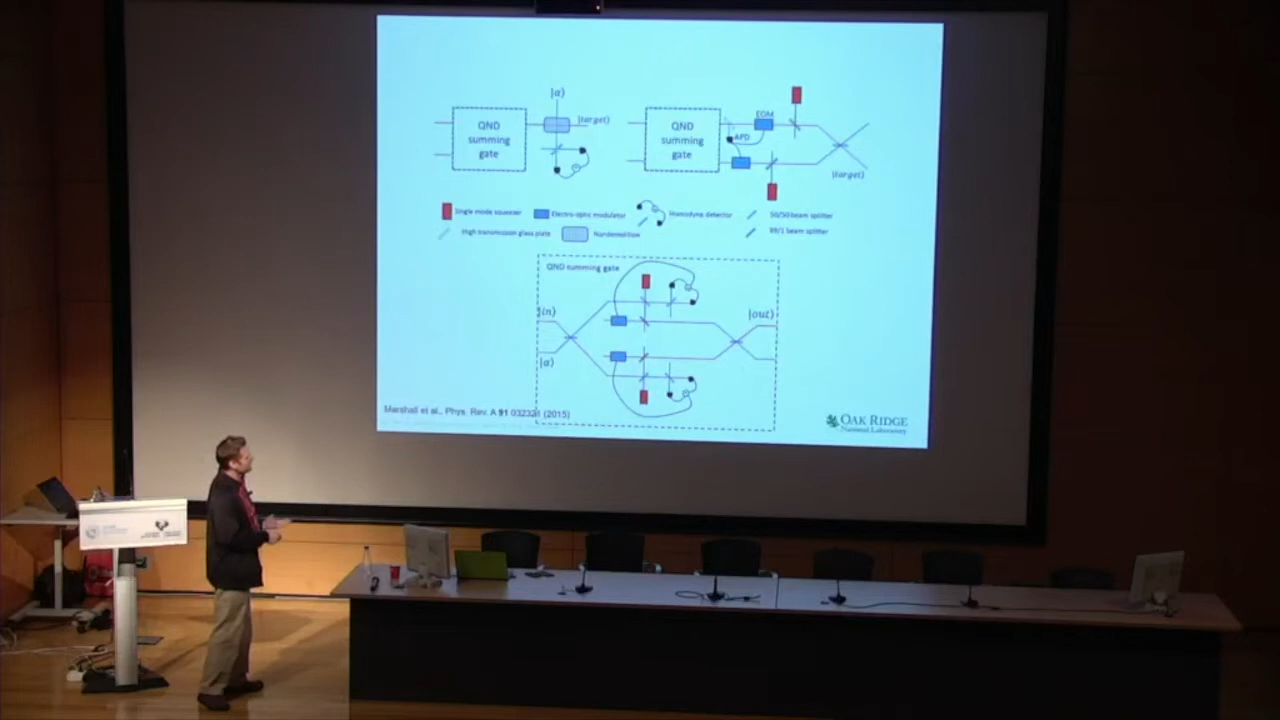 |α⟩
QND
summing
gate
|target⟩
QND
summing
gate
EOM
APD
|target⟩
Single mode squeezer
Electro-optic modulator
Homodyne detector
50/50 beam splitter
High transmission glass plate
Nondemolition
99/1 beam splitter
QND summing gate
|in⟩
|out⟩
|α⟩
Marshall et al., Phys. Rev. A 91 032321 (2015)
OAK RIDGE
National Laboratory